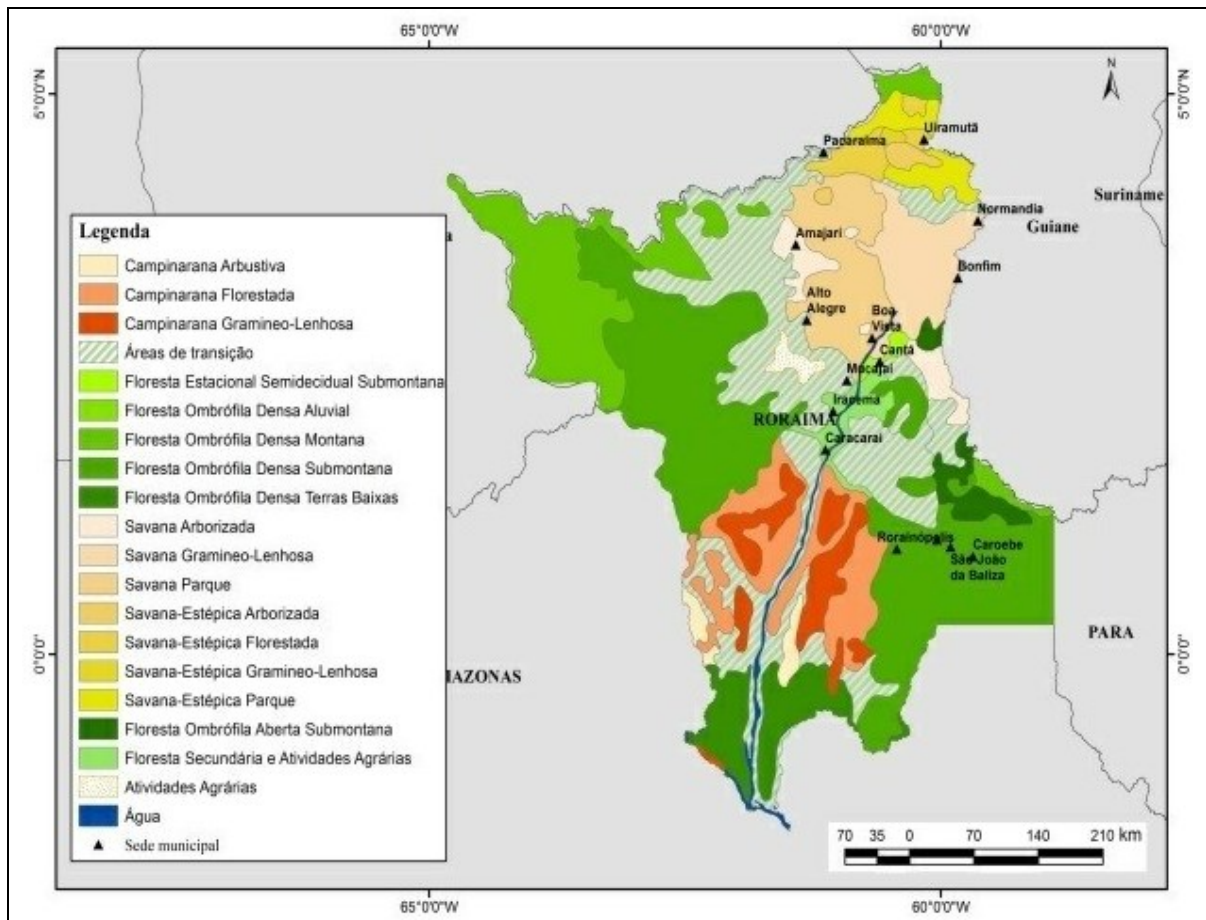 65°0'0"W
60°0'0"W
5°0'0"N
5°0'0"N
N
Uiramutã
Pacaraima
Suriname
Normandia
Guiane
Amajari
Bonfim
Alto
Alegre
Boa
Vista
Cantá
Mocajaí
Iracema
RORAIMA
Caracaraí
Rorainópolis
Caroebe
São João
da Baliza
PARA
0°0'0"
0°0'0"
IAZONAS
a
Legenda
Campinarana Arbustiva
Campinarana Florestada
Campinarana Gramineo-Lenhosa
Áreas de transição
Floresta Estacional Semidecidual Submontana
Floresta Ombrófila Densa Aluvial
Floresta Ombrófila Densa Montana
Floresta Ombrófila Densa Submontana
Floresta Ombrófila Densa Terras Baixas
Savana Arborizada
Savana Gramineo-Lenhosa
Savana Parque
Savana-Estépica Arborizada
Savana-Estépica Florestada
Savana-Estépica Gramineo-Lenhosa
Savana-Estépica Parque
Floresta Ombrófila Aberta Submontana
Floresta Secundária e Atividades Agrárias
Atividades Agrárias
Água
Sede municipal
70 35 0 70 140 210 km
65°0'0"W
60°0'0"W